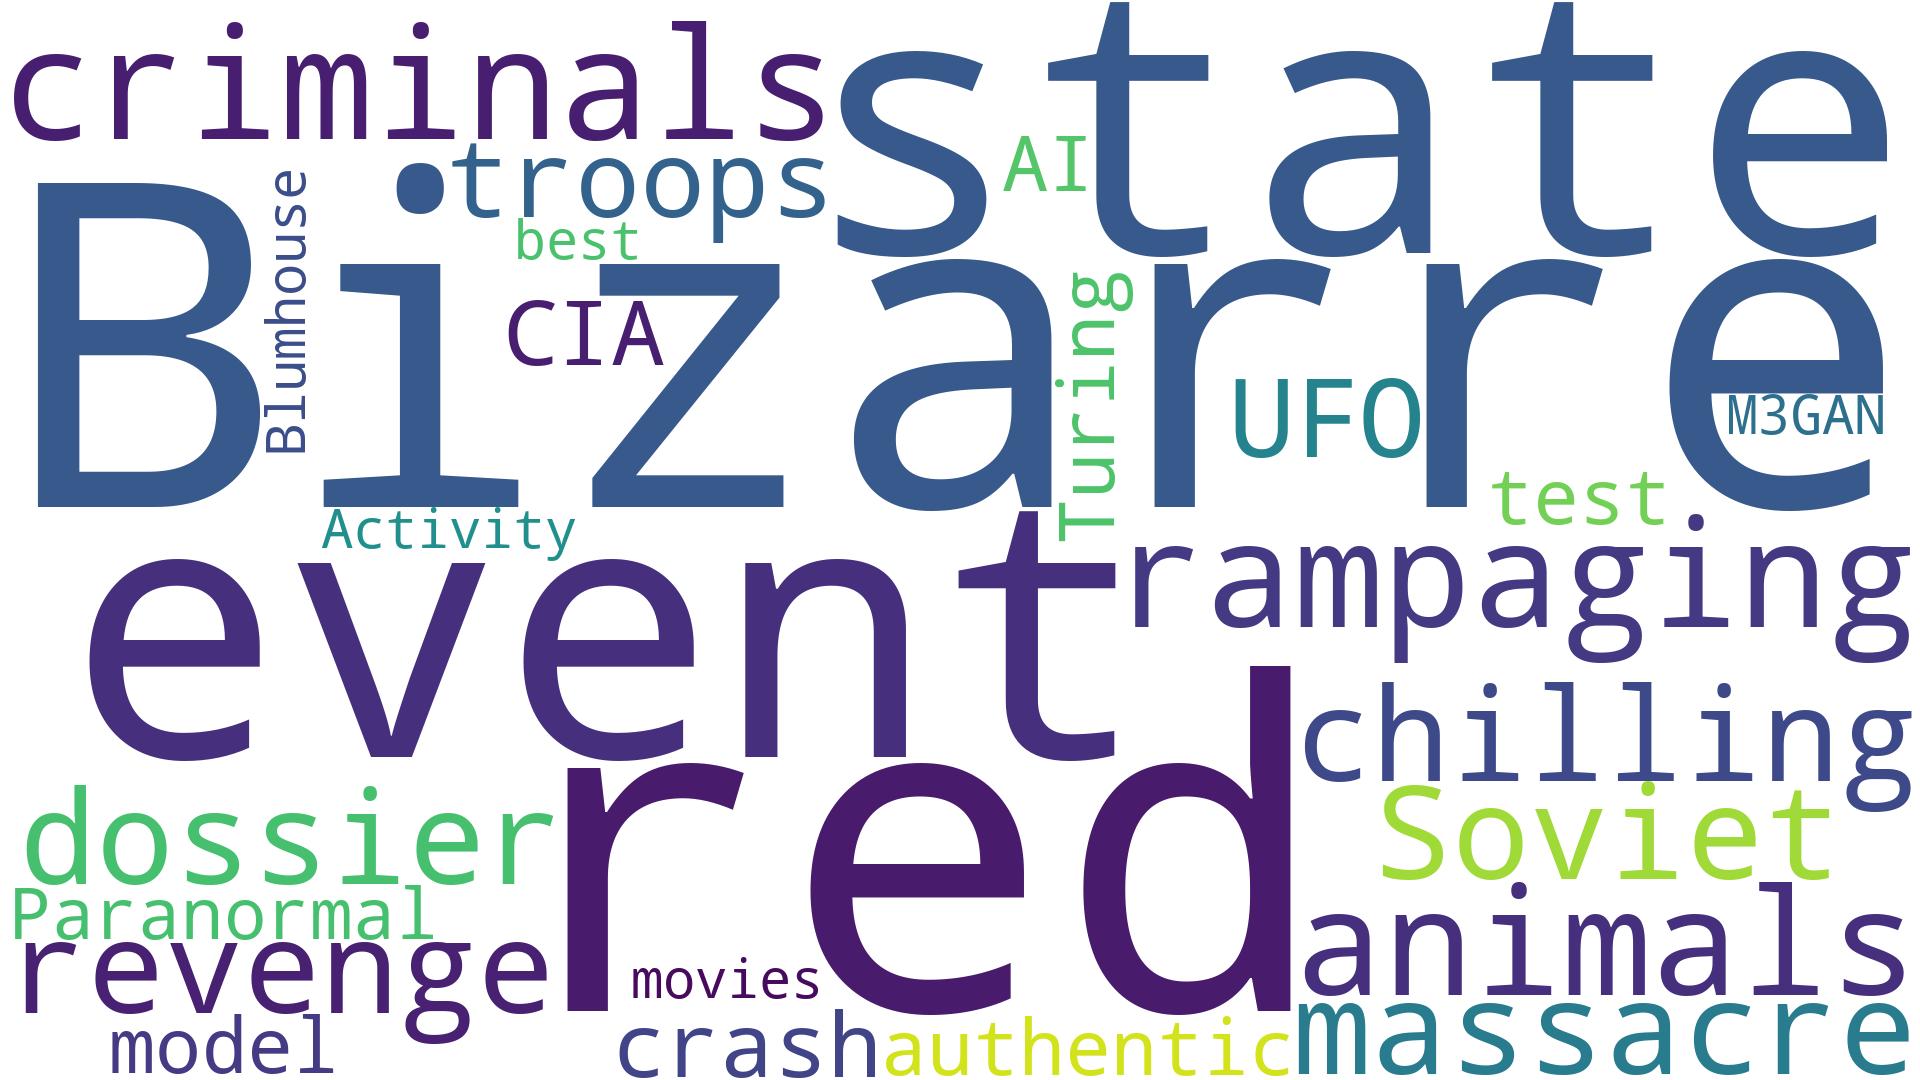 criminals
state
troops
AI
Blumhouse
best
Bizarre
CIA
Turing
UFO
M3GAN
test
Activity
event
rampaging
red
chilling
dossier
Soviet
Paranormal
animals
revenge
movies
massacre
model
crash
authentic